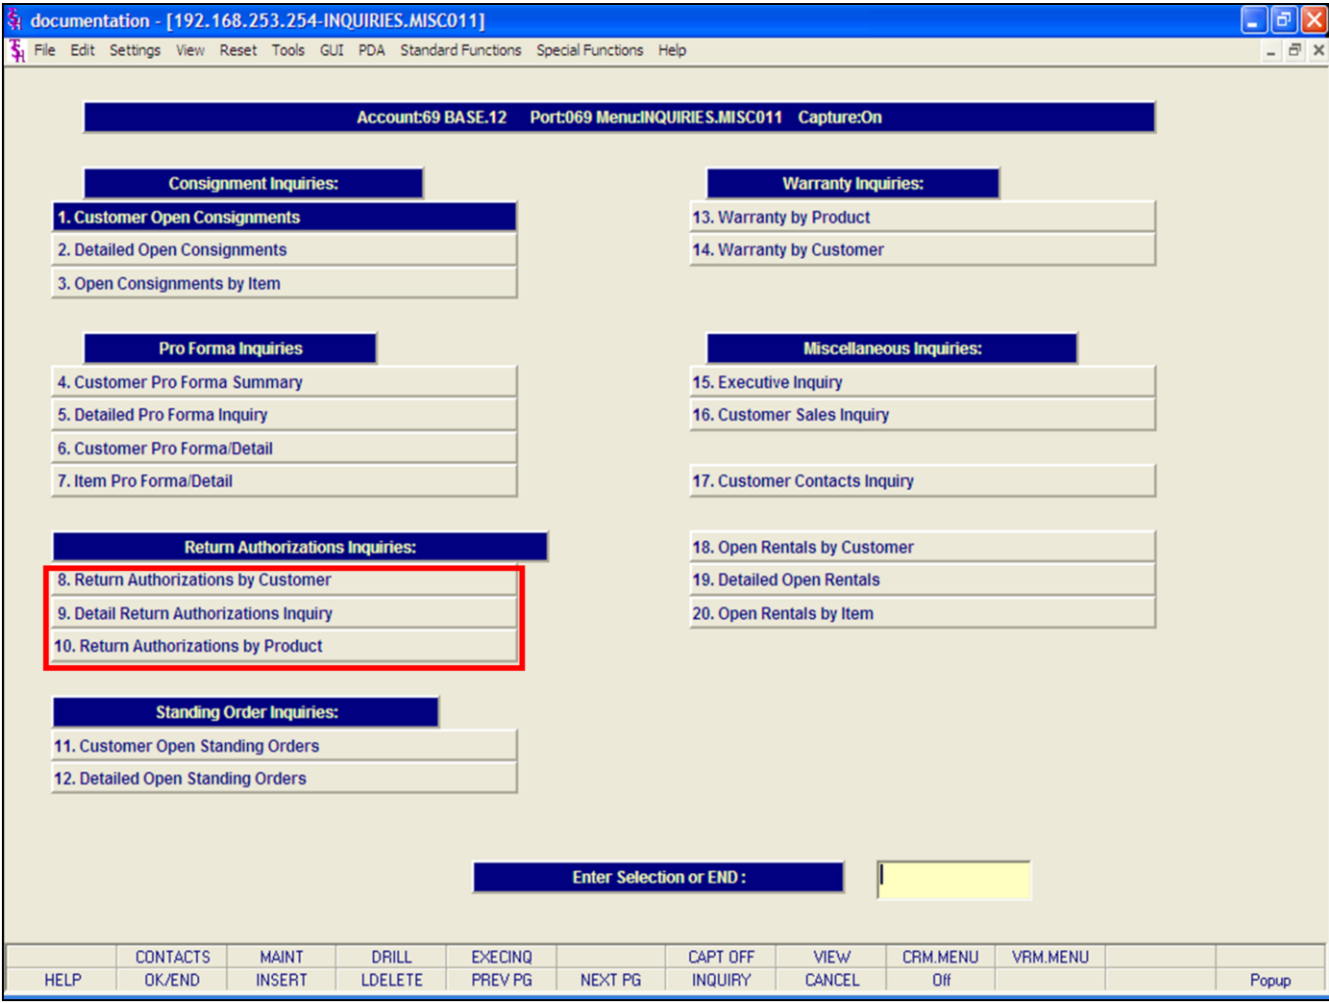 documentation - [192.168.253.254-INQUIRIES.MISC011]
File Edit Settings View Reset Tools GUI PDA Standard Functions Special Functions Help
Account:69 BASE.12 Port:069 Menu:INQUIRIES.MISC011 Capture:On
Consignment Inquiries:
1. Customer Open Consignments
2. Detailed Open Consignments
3. Open Consignments by Item
Pro Forma Inquiries
4. Customer Pro Forma Summary
5. Detailed Pro Forma Inquiry
6. Customer Pro Forma/Detail
7. Item Pro Forma/Detail
Return Authorizations Inquiries:
8. Return Authorizations by Customer
9. Detail Return Authorizations Inquiry
10. Return Authorizations by Product
Standing Order Inquiries:
11. Customer Open Standing Orders
12. Detailed Open Standing Orders
Warranty Inquiries:
13. Warranty by Product
14. Warranty by Customer
Miscellaneous Inquiries:
15. Executive Inquiry
16. Customer Sales Inquiry
17. Customer Contacts Inquiry
18. Open Rentals by Customer
19. Detailed Open Rentals
20. Open Rentals by Item
Enter Selection or END :
CONTACTS MAINT DRILL EXECINQ CAPT OFF VIEW CRM.MENU VRM.MENU
HELP OK/END INSERT LDELETE PREV PG NEXT PG INQUIRY CANCEL Off Popup